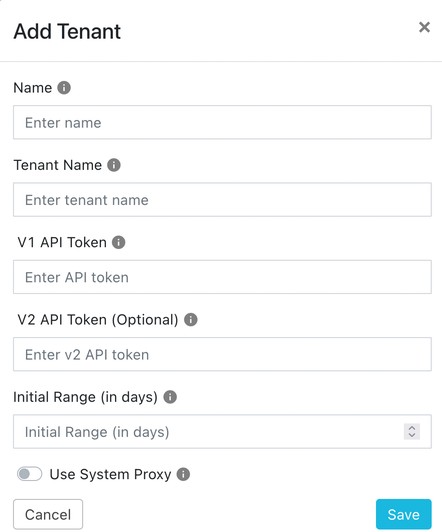 Add Tenant ×
Name
Enter name
Tenant Name
Enter tenant name
V1 API Token
Enter API token
V2 API Token (Optional)
Enter v2 API token
Initial Range (in days)
Initial Range (in days)
Use System Proxy
Cancel Save